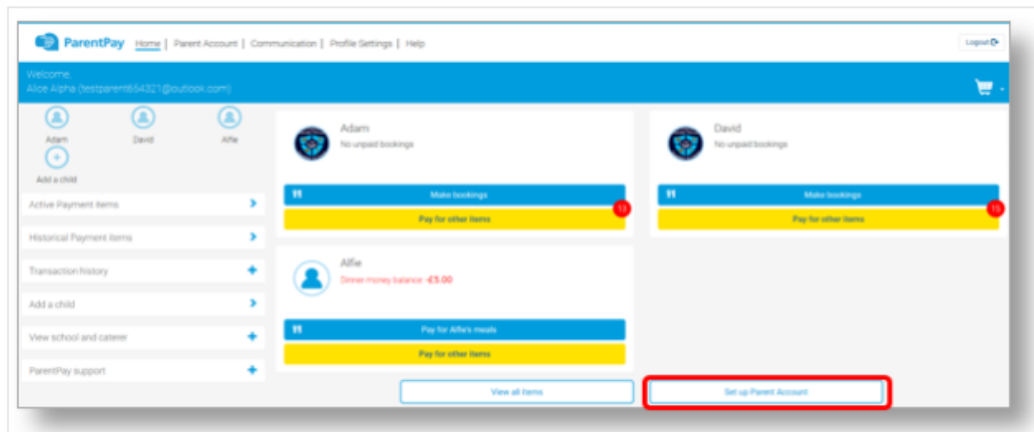 ParentPay Home | Parent Account | Communication | Profile Settings | Help
Logout
Welcome,
Alice Alpha (testparent654321@outlook.com)
Adam David Alfie
Add a child
Active Payment items
Historical Payment items
Transaction history
Add a child
View school and caterer
ParentPay support
Adam
No unpaid bookings
Make bookings
13
Pay for other items
David
No unpaid bookings
Make bookings
15
Pay for other items
Alfie
Dinner money balance: -£5.00
Pay for Alfie's meals
Pay for other items
View all items
Set up Parent Account